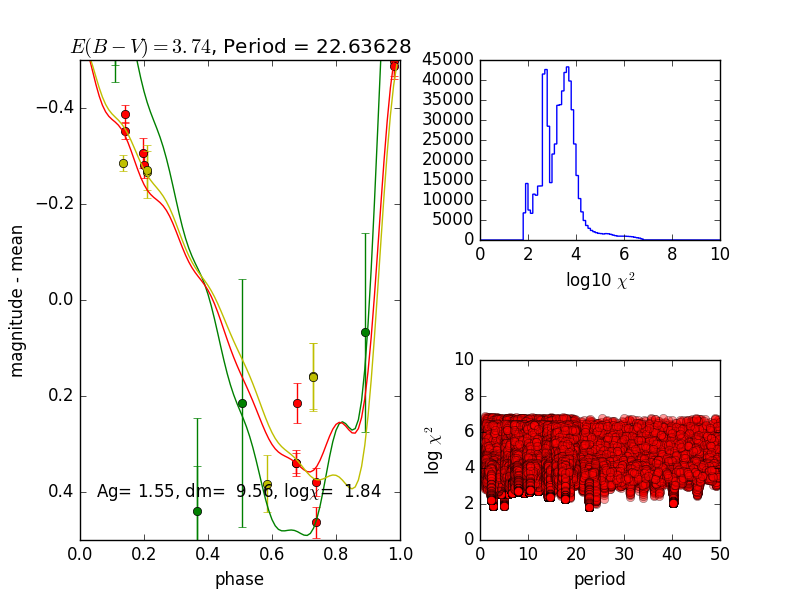 E(B − V) = 3.74, Period = 22.63628
−0.4
−0.2
0.0
0.2
0.4
magnitude - mean
Ag= 1.55, dm= 9.56, logχ= 1.84
0.0 0.2 0.4 0.6 0.8 1.0
phase
45000
40000
35000
30000
25000
20000
15000
10000
5000
0
0 2 4 6 8 10
log10 χ²
10
8
6
4
2
0
log χ²
0 10 20 30 40 50
period